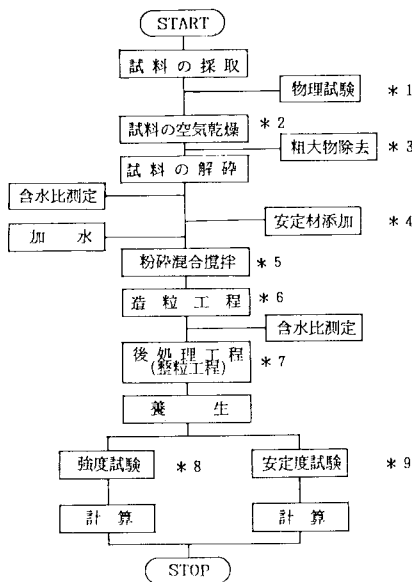 START
試料の採取
物理試験 *1
試料の空気乾燥 *2
粗大物除去 *3
試料の解砕
含水比測定
安定材添加 *4
加水
粉砕混合攪拌 *5
造粒工程 *6
含水比測定
後処理工程 *7
(整粒工程)
養生
強度試験 *8
安定度試験 *9
計算
計算
STOP